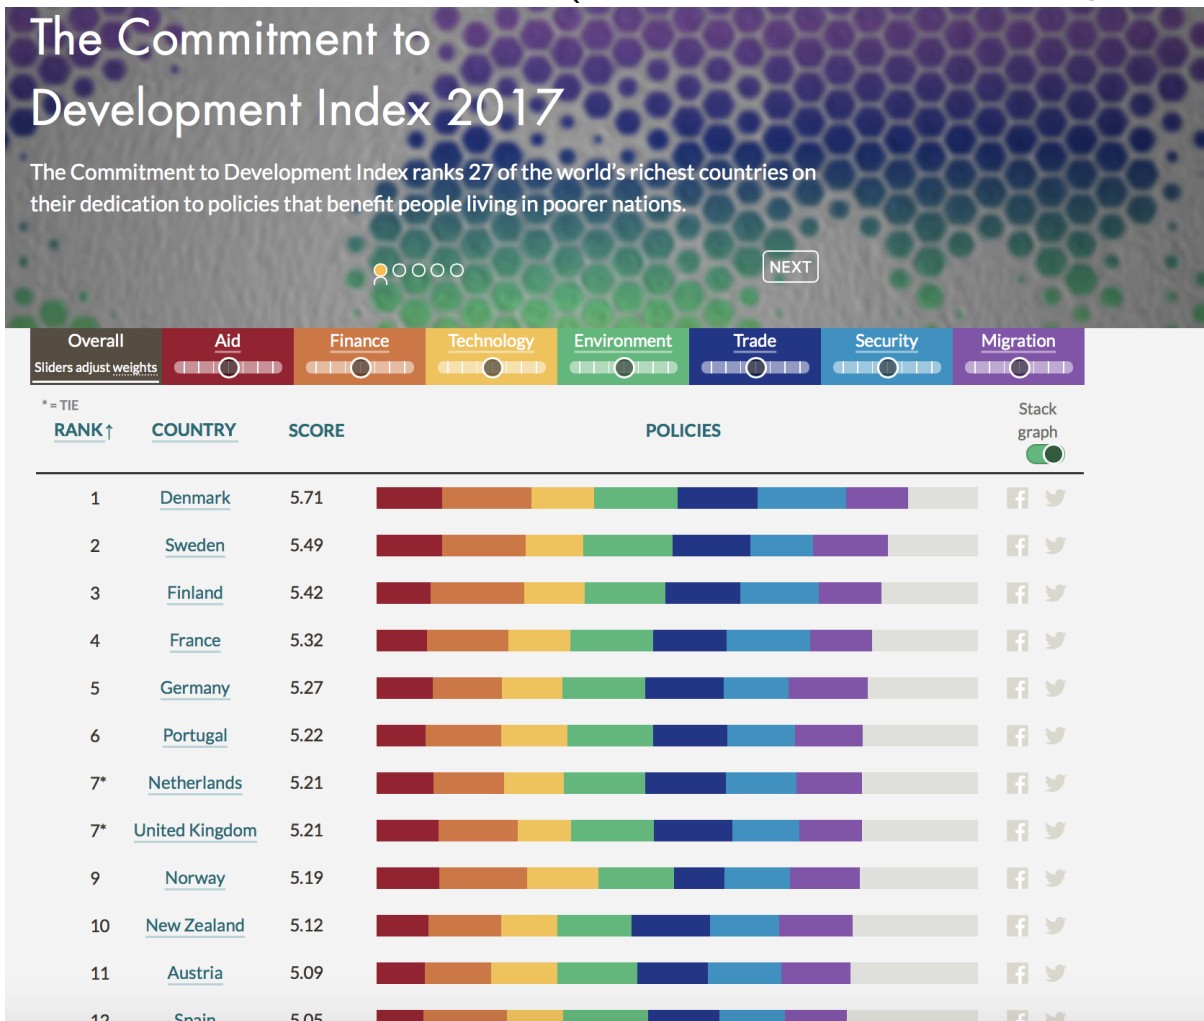 The Commitment to
Development Index 2017
The Commitment to Development Index ranks 27 of the world's richest countries on
their dedication to policies that benefit people living in poorer nations.
NEXT
Overall Aid Finance Technology Environment Trade Security Migration
Sliders adjust weights
* = TIE
RANK↑ COUNTRY SCORE POLICIES Stack
graph
1 Denmark 5.71
2 Sweden 5.49
3 Finland 5.42
4 France 5.32
5 Germany 5.27
6 Portugal 5.22
7* Netherlands 5.21
7* United Kingdom 5.21
9 Norway 5.19
10 New Zealand 5.12
11 Austria 5.09
12 Spain 5.05